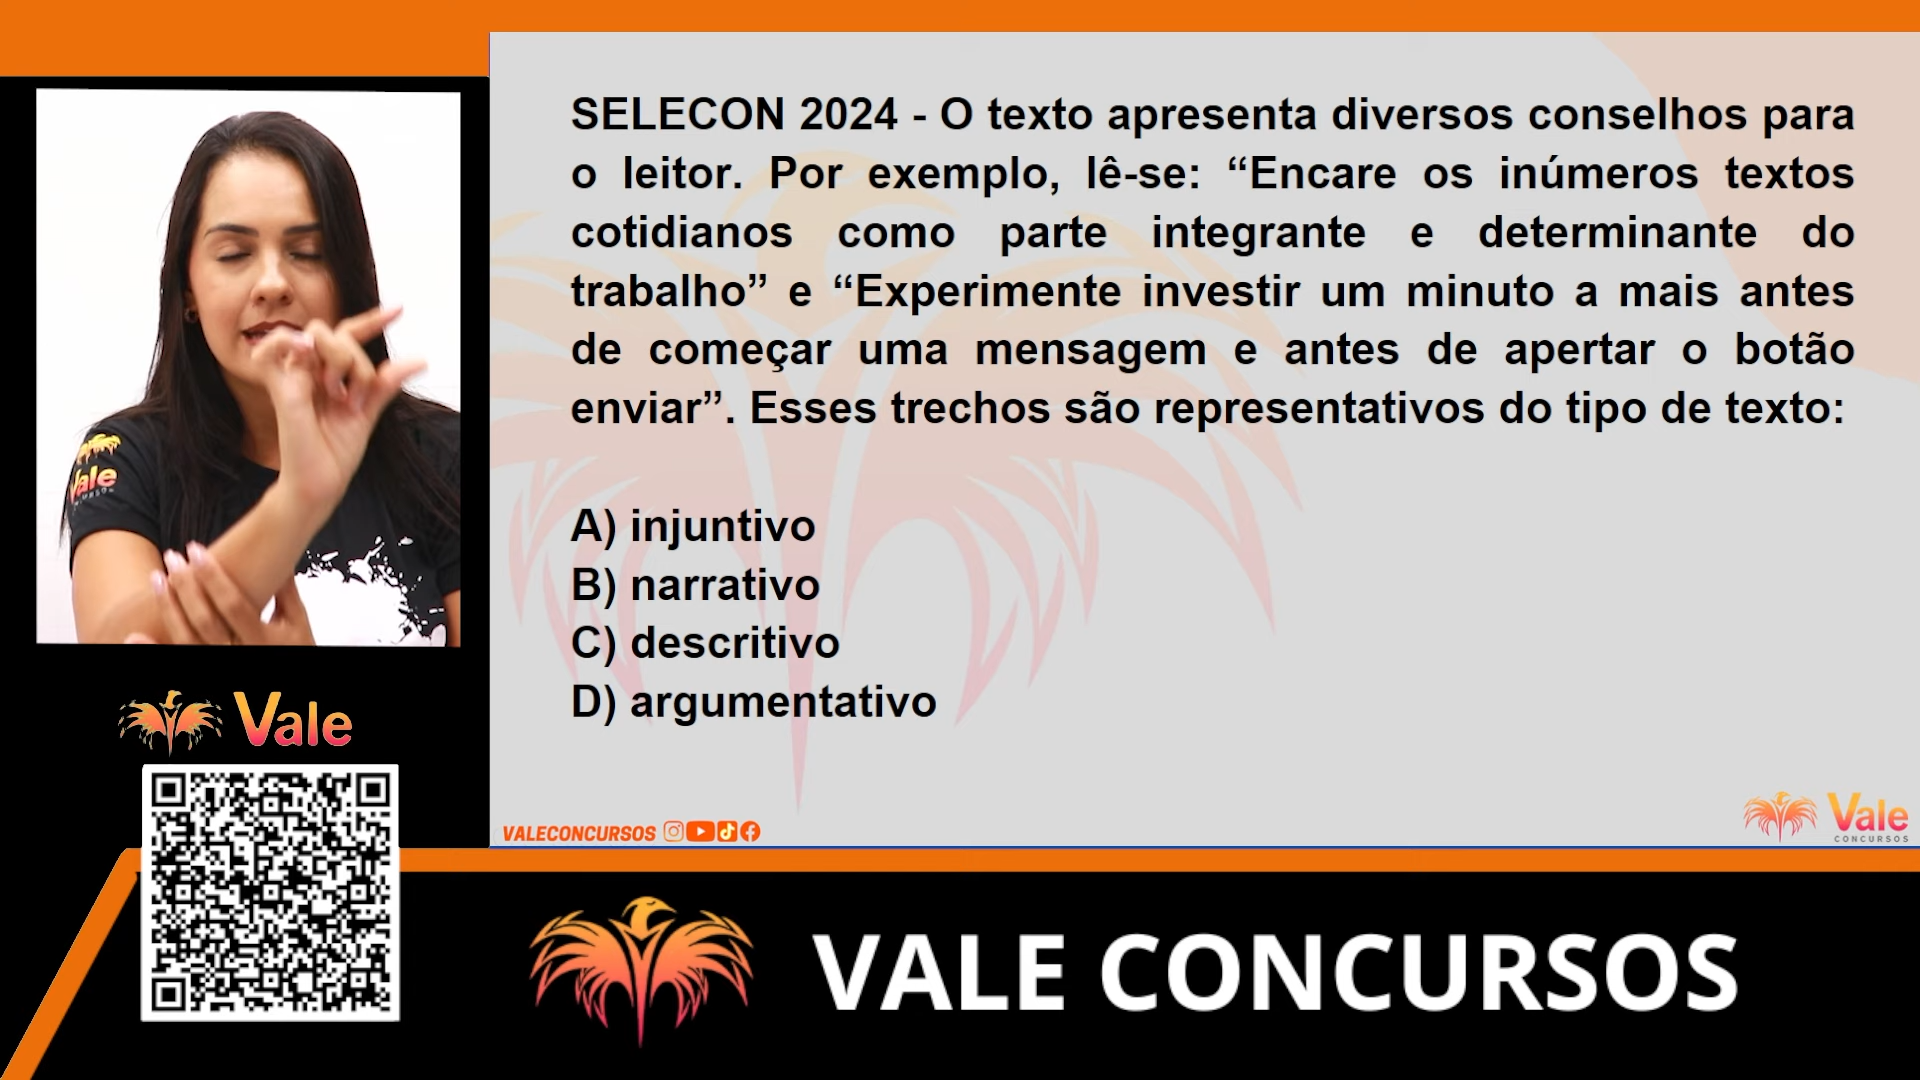 SELECON 2024 - O texto apresenta diversos conselhos para
o leitor. Por exemplo, lê-se: “Encare os inúmeros textos
cotidianos como parte integrante e determinante do
trabalho” e “Experimente investir um minuto a mais antes
de começar uma mensagem e antes de apertar o botão
enviar”. Esses trechos são representativos do tipo de texto:
A) injuntivo
B) narrativo
C) descritivo
D) argumentativo
Vale
CONCURSOS
Vale
VALECONCURSOS
Vale
CONCURSOS
VALE CONCURSOS